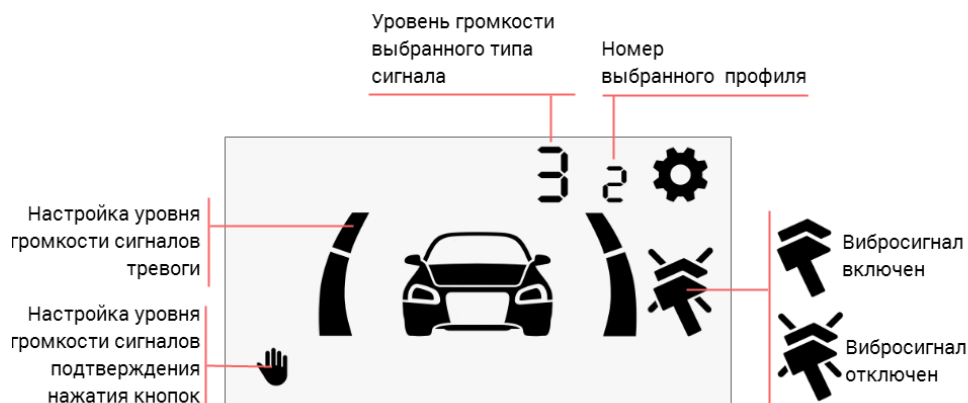 Уровень громкости
выбранного типа
сигнала
Номер
выбранного профиля
3 2
Настройка уровня
громкости сигналов
тревоги
Настройка уровня
громкости сигналов
подтверждения
нажатия кнопок
Вибросигнал
включен
Вибросигнал
отключен